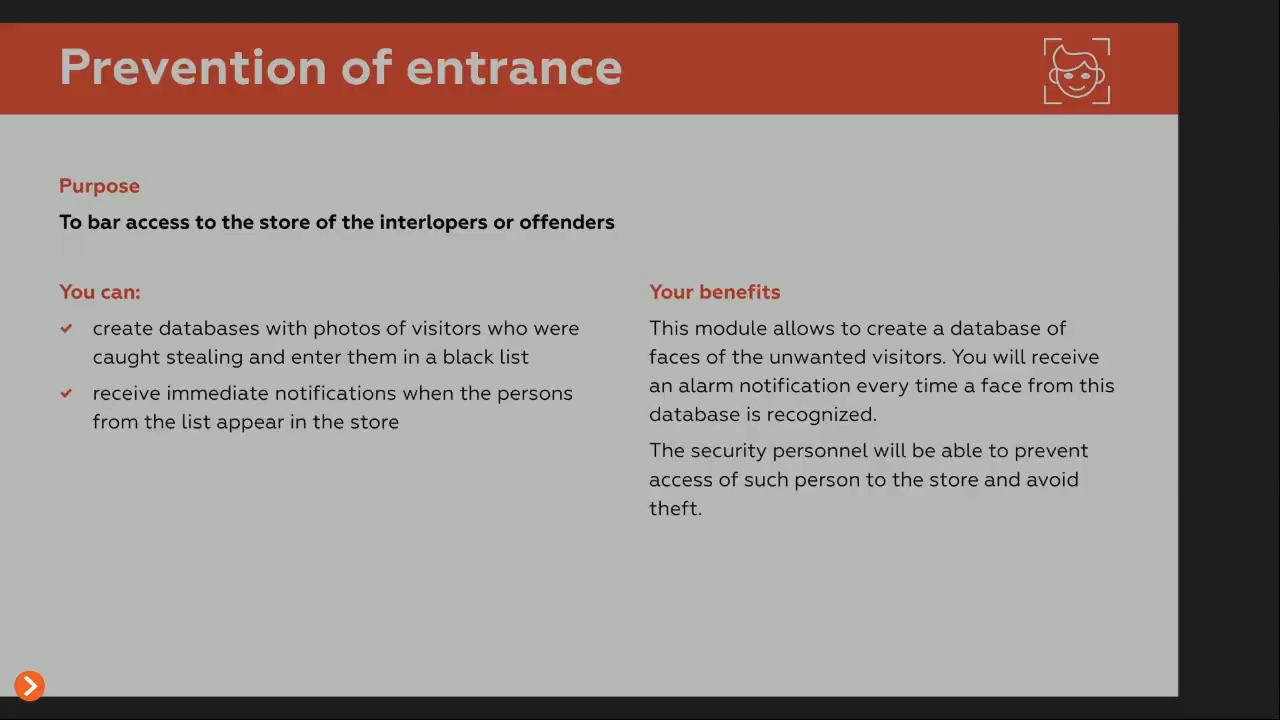 Prevention of entrance
Purpose
To bar access to the store of the interlopers or offenders
You can:
create databases with photos of visitors who were
caught stealing and enter them in a black list
receive immediate notifications when the persons
from the list appear in the store
Your benefits
This module allows to create a database of
faces of the unwanted visitors. You will receive
an alarm notification every time a face from this
database is recognized.
The security personnel will be able to prevent
access of such person to the store and avoid
theft.